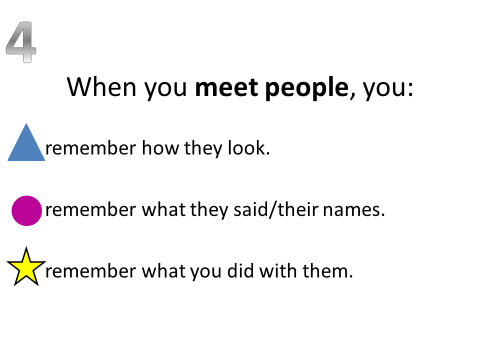 4
When you meet people, you:
remember how they look.
remember what they said/their names.
remember what you did with them.